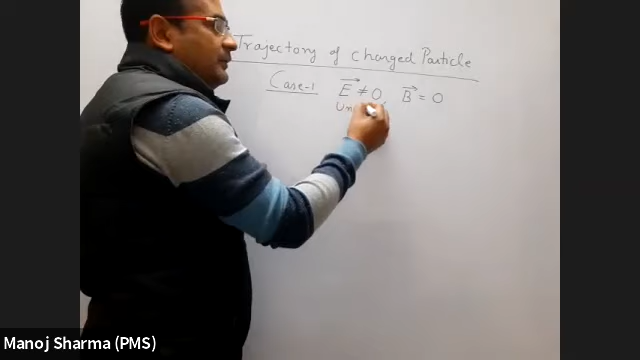 Trajectory of Charged Particle
Case-1 E⃗ ≠ 0 B⃗ = 0
Manoj Sharma (PMS)